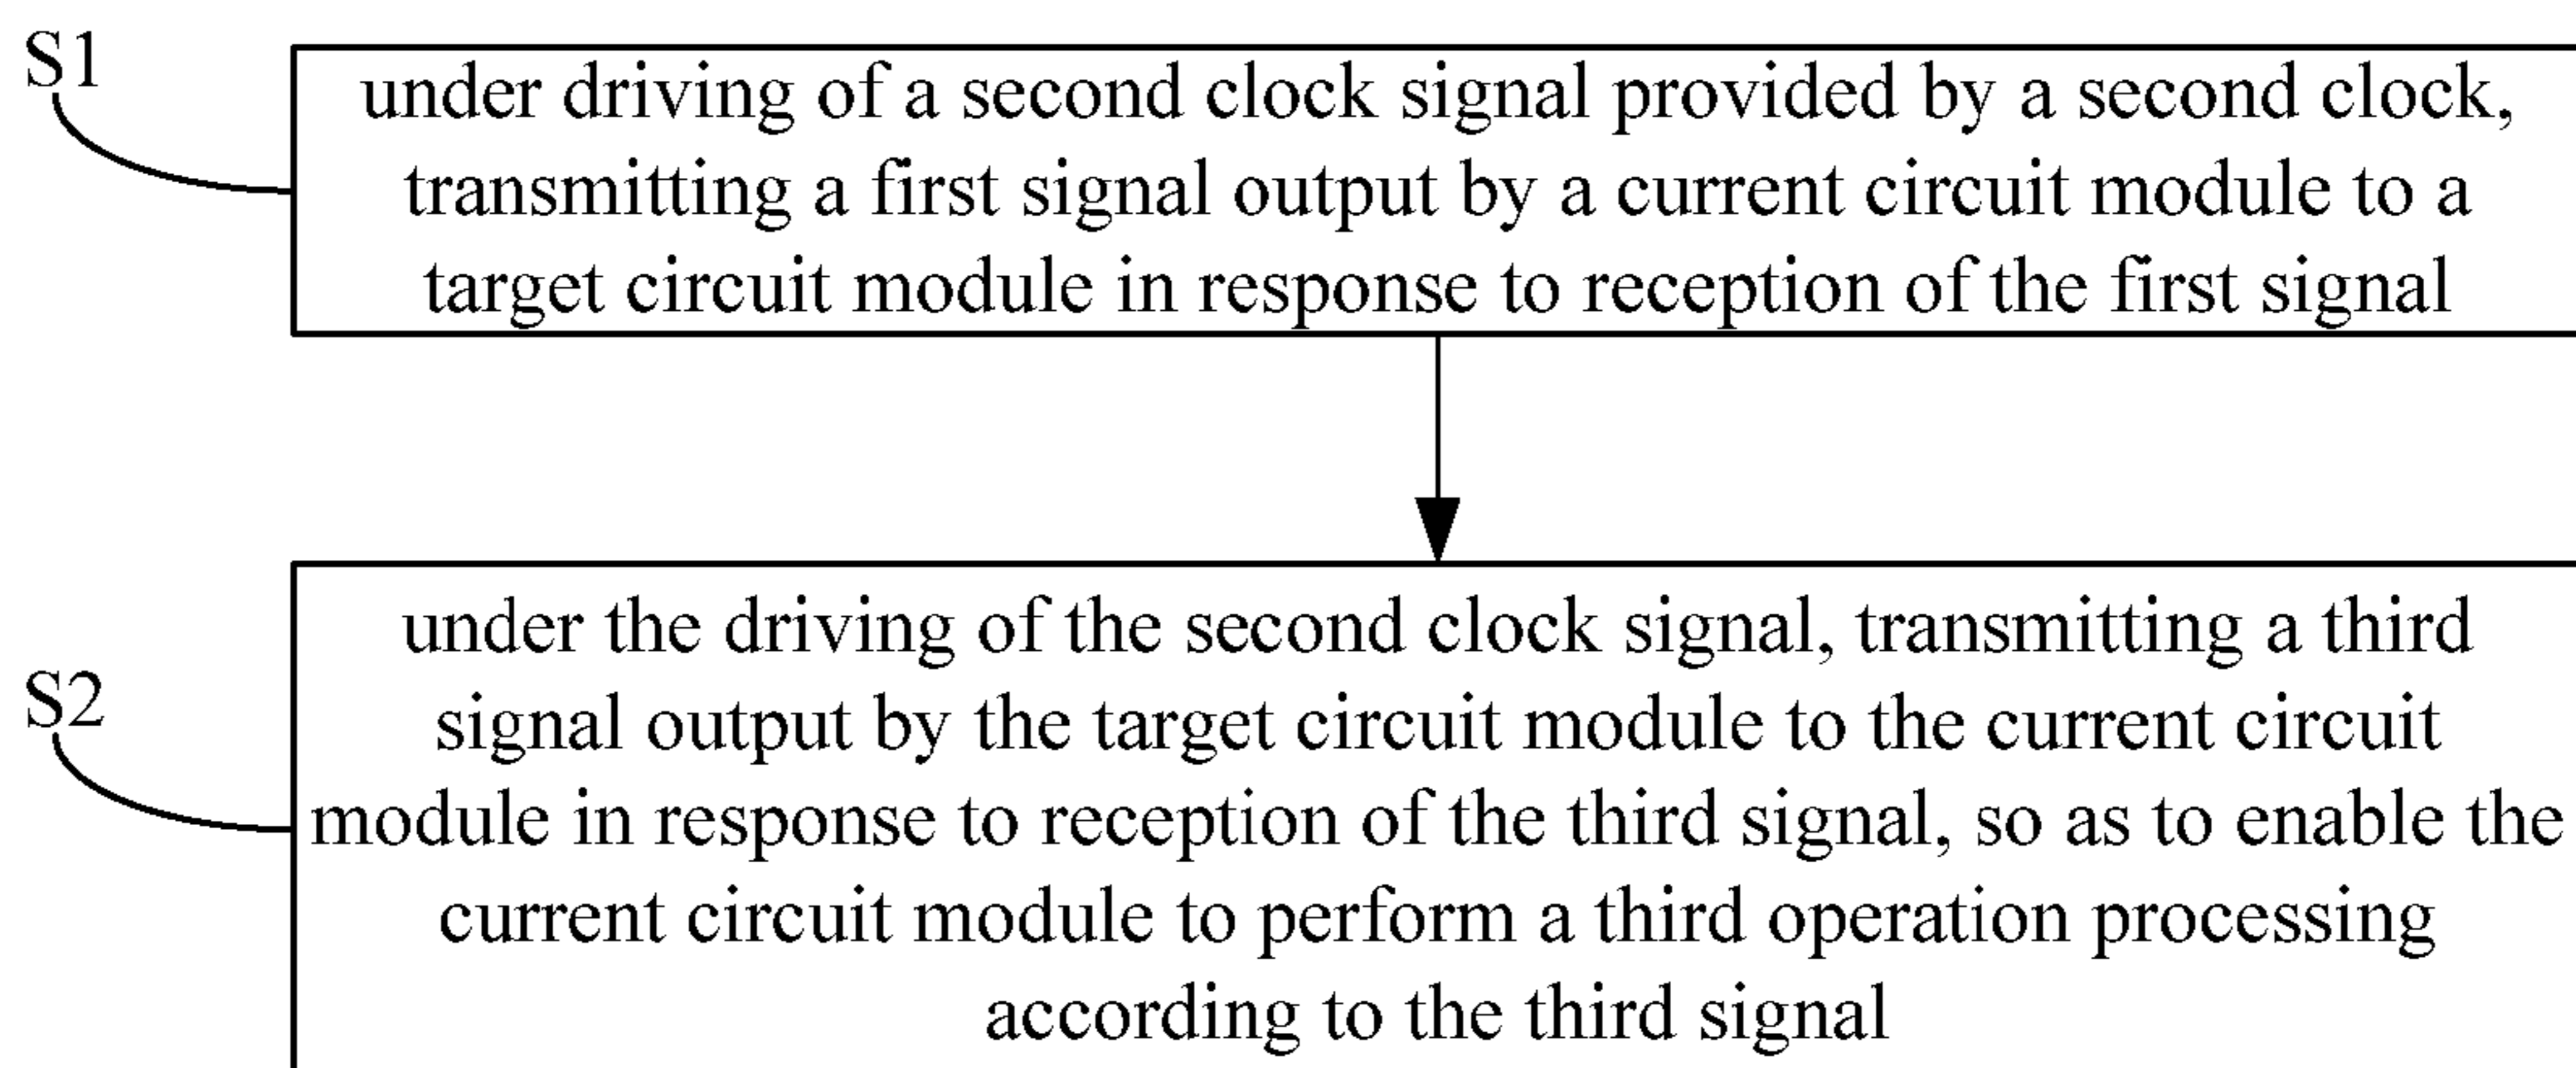 S1
under driving of a second clock signal provided by a second clock,
transmitting a first signal output by a current circuit module to a
target circuit module in response to reception of the first signal
S2
under the driving of the second clock signal, transmitting a third
signal output by the target circuit module to the current circuit
module in response to reception of the third signal, so as to enable the
current circuit module to perform a third operation processing
according to the third signal